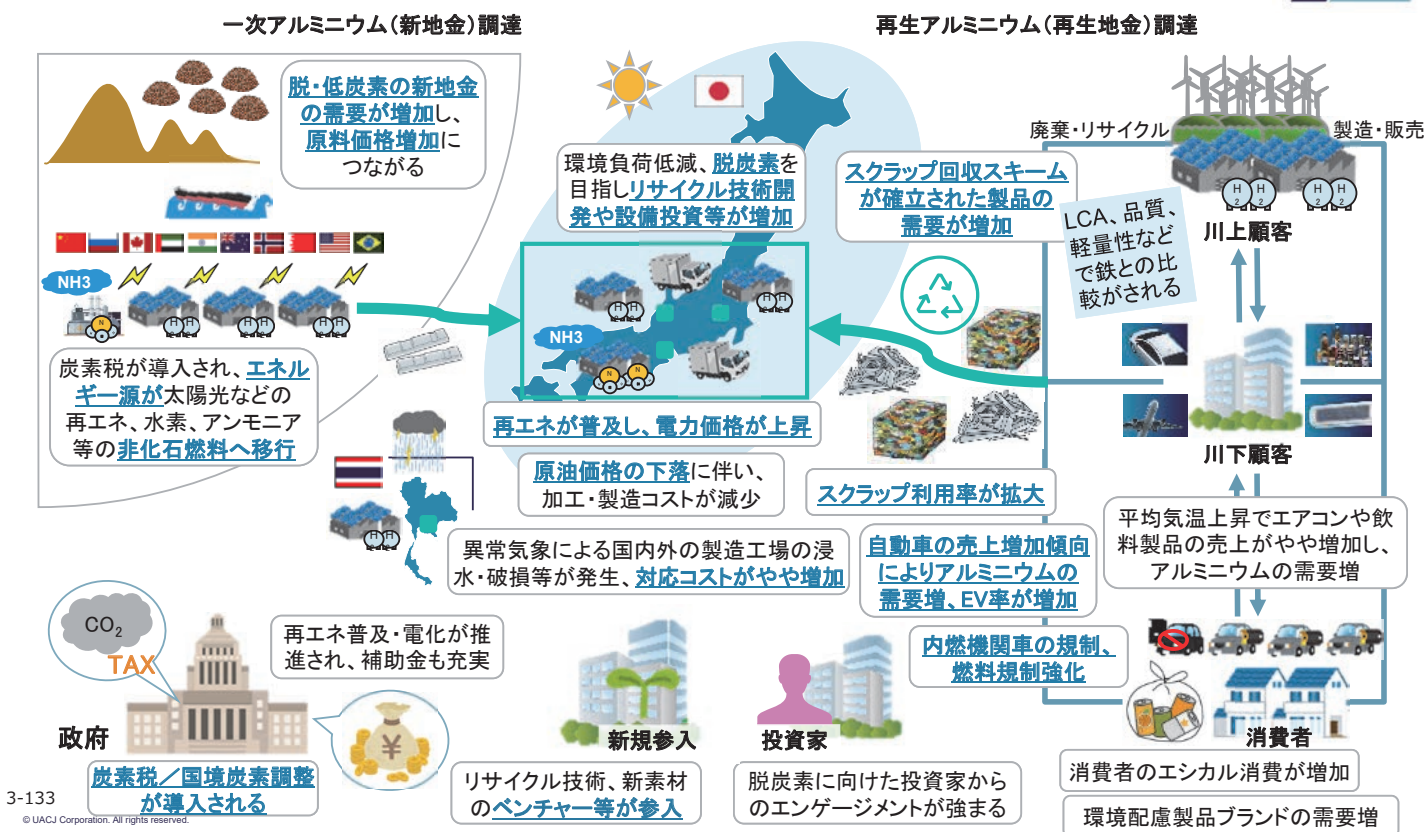 一次アルミニウム(新地金)調達
再生アルミニウム(再生地金)調達
脱・低炭素の新地金
の需要が増加し、
原料価格増加に
つながる
NH3
H
H
H
H
H
H
N
炭素税が導入され、エネル
ギー源が太陽光などの
再エネ、水素、アンモニア
等の非化石燃料へ移行
環境負荷低減、脱炭素を
目指しリサイクル技術開
発や設備投資等が増加
H
H
H
H
NH3
N
N
再エネが普及し、電力価格が上昇
原油価格の下落に伴い、
加工・製造コストが減少
H
H
異常気象による国内外の製造工場の浸
水・破損等が発生、対応コストがやや増加
スクラップ回収スキーム
が確立された製品の
需要が増加
スクラップ利用率が拡大
自動車の売上増加傾向
によりアルミニウムの
需要増、EV率が増加
内燃機関車の規制、
燃料規制強化
廃棄・リサイクル
製造・販売
H2
H2
H2
H2
川上顧客
LCA、品質、
軽量性など
で鉄との比
較がされる
川下顧客
平均気温上昇でエアコンや飲
料製品の売上がやや増加し、
アルミニウムの需要増
消費者
消費者のエシカル消費が増加
環境配慮製品ブランドの需要増
CO2
TAX
再エネ普及・電化が推
進され、補助金も充実
¥
政府
炭素税/国境炭素調整
が導入される
新規参入
リサイクル技術、新素材
のベンチャー等が参入
投資家
脱炭素に向けた投資家から
のエンゲージメントが強まる
3-133
© UACJ Corporation. All rights reserved.